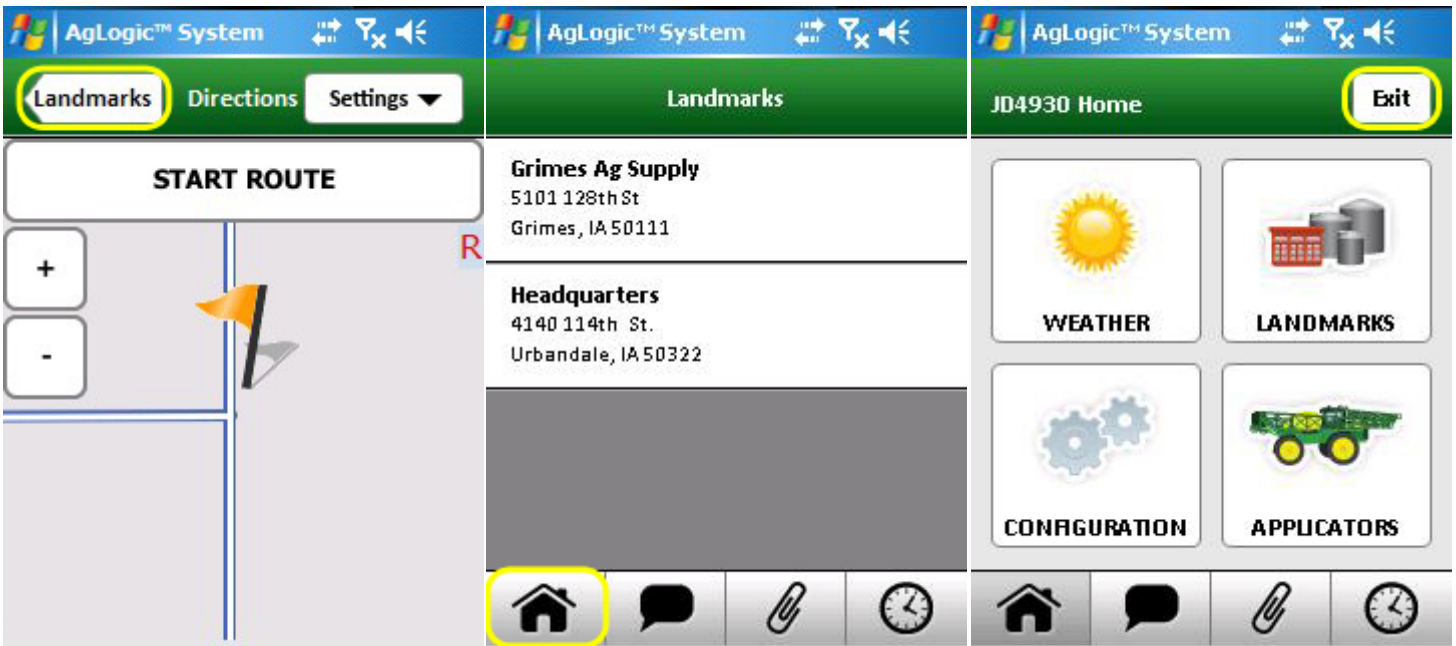 AgLogic™ System
Landmarks Directions Settings
START ROUTE
R
+
-
AgLogic™ System
Landmarks
Grimes Ag Supply
5101 128th St
Grimes, IA 50111
Headquarters
4140 114th St.
Urbandale, IA 50322
AgLogic™ System
JD4930 Home Exit
WEATHER LANDMARKS
CONFIGURATION APPLICATORS